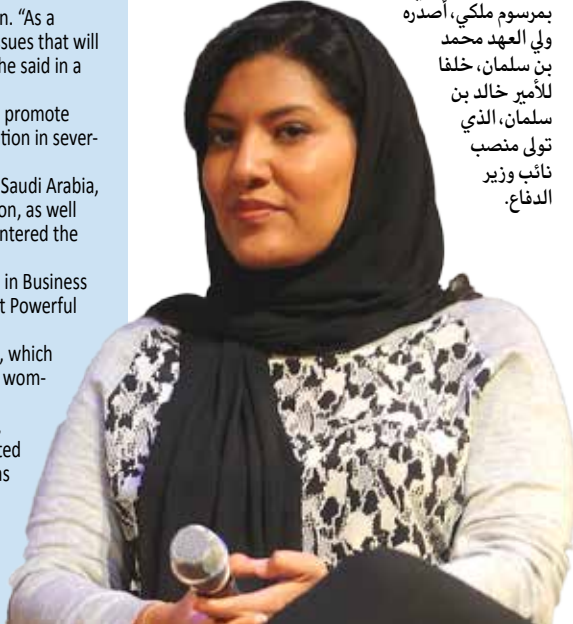 n. “As a
sues that will
he said in a
promote
tion in sever-
Saudi Arabia,
on, as well
ntered the
in Business
t Powerful
, which
wom-
ted
ns
بمرسوم ملكي، أصدره
ولي العهد محمد
بن سلمان، خلفا
للأمير خالد بن
سلمان، الذي
تولى منصب
نائب وزير
الدفاع.